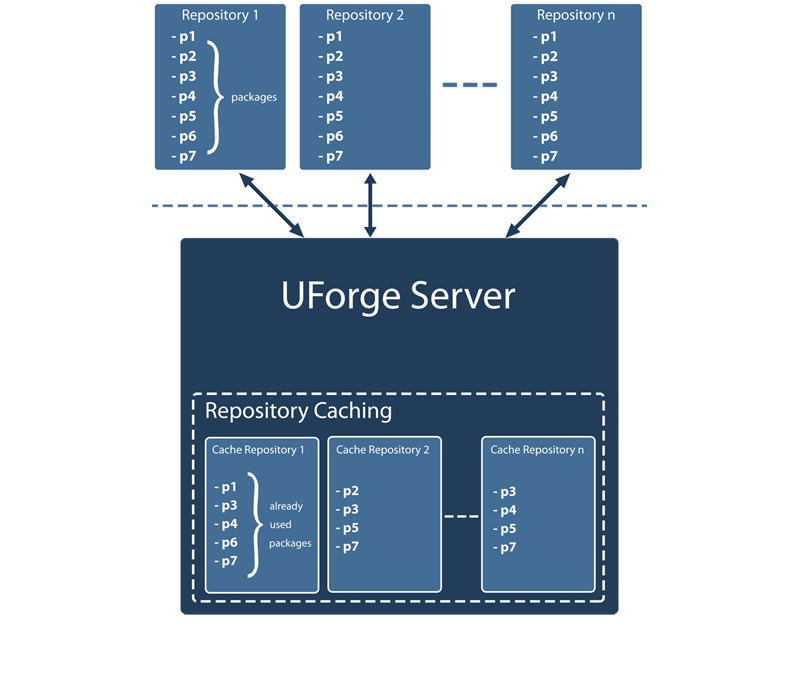 Repository 1
- p1
- p2
- p3
- p4
- p5
- p6
- p7
packages
Repository 2
- p1
- p2
- p3
- p4
- p5
- p6
- p7
Repository n
- p1
- p2
- p3
- p4
- p5
- p6
- p7
UForge Server
Repository Caching
Cache Repository 1
- p1
- p3
- p4
- p6
- p7
already
used
packages
Cache Repository 2
- p2
- p3
- p5
- p7
Cache Repository n
- p3
- p4
- p5
- p7